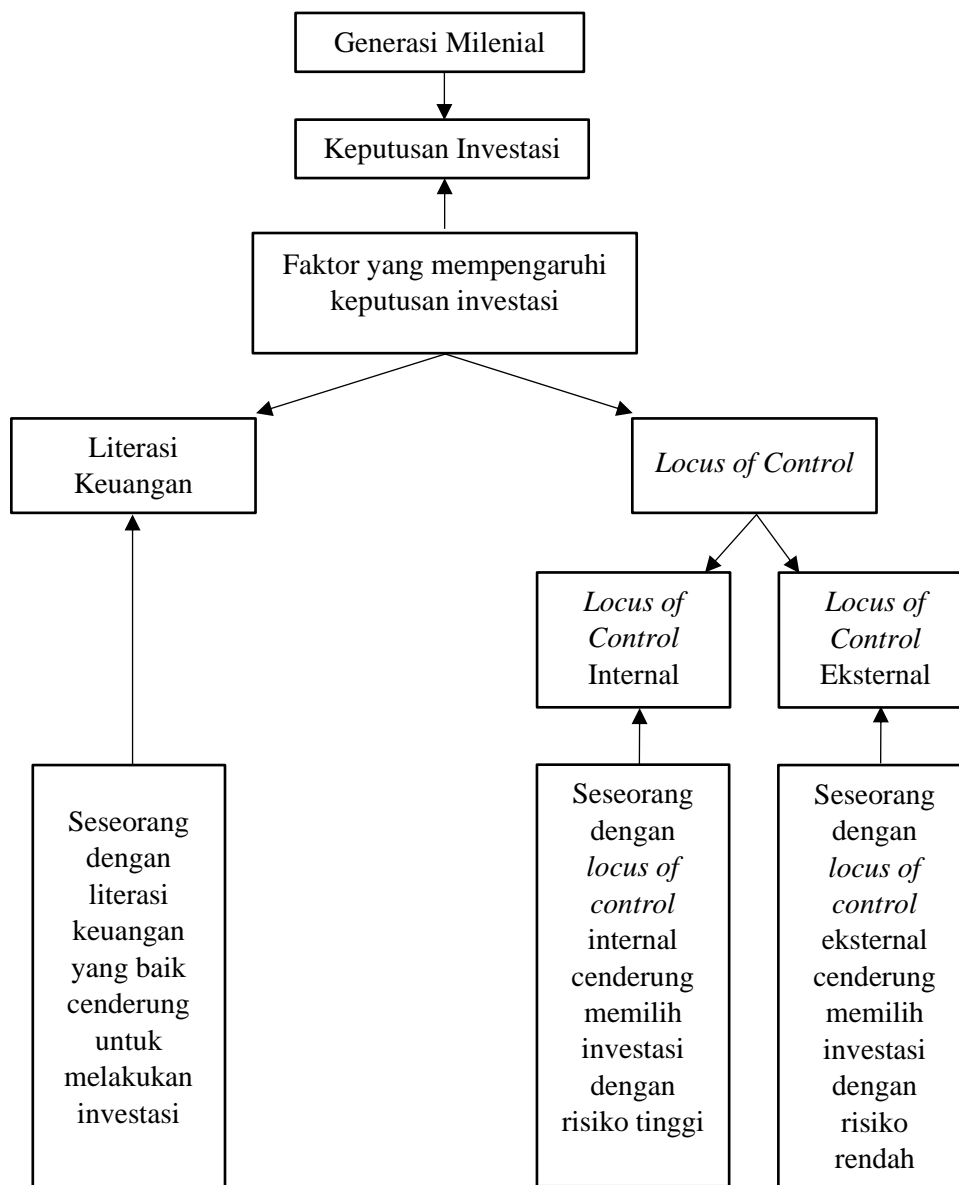 Generasi Milenial
Keputusan Investasi
Faktor yang mempengaruhi
keputusan investasi
Literasi
Keuangan
Locus of Control
Locus of
Control
Internal
Locus of
Control
Eksternal
Seseorang
dengan
literasi
keuangan
yang baik
cenderung
untuk
melakukan
investasi
Seseorang
dengan
locus of
control
internal
cenderung
memilih
investasi
dengan
risiko tinggi
Seseorang
dengan
locus of
control
eksternal
cenderung
memilih
investasi
dengan
risiko
rendah